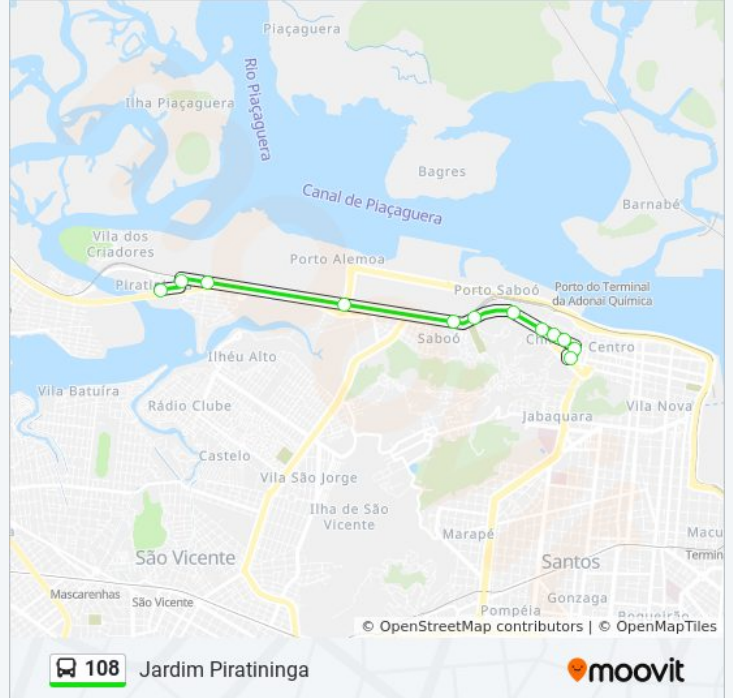 Piaçaguera
Rio Piaçaguera
Ilha Piaçaguera
Bagres
Canal de Piaçaguera
Barnabé
Vila dos
Criadores
Porto Alemoa
Porto Saboó
Porto do Terminal
da Adonal Química
Saboó
Centro
Ilhéu Alto
Vila Batuíra
Rádio Clube
Vila Nova
Jabaquara
Castelo
Vila São Jorge
Ilha de São
Vicente
Marapé
São Vicente
Santos
Mascarenhas
São Vicente
Gonzaga
Pompéia
© OpenStreetMap contributors | © OpenMapTiles
108 Jardim Piratininga
moovit